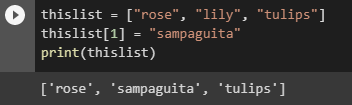 thislist = ["rose", "lily", "tulips"]
thislist[1] = "sampaguita"
print(thislist)
['rose', 'sampaguita', 'tulips']